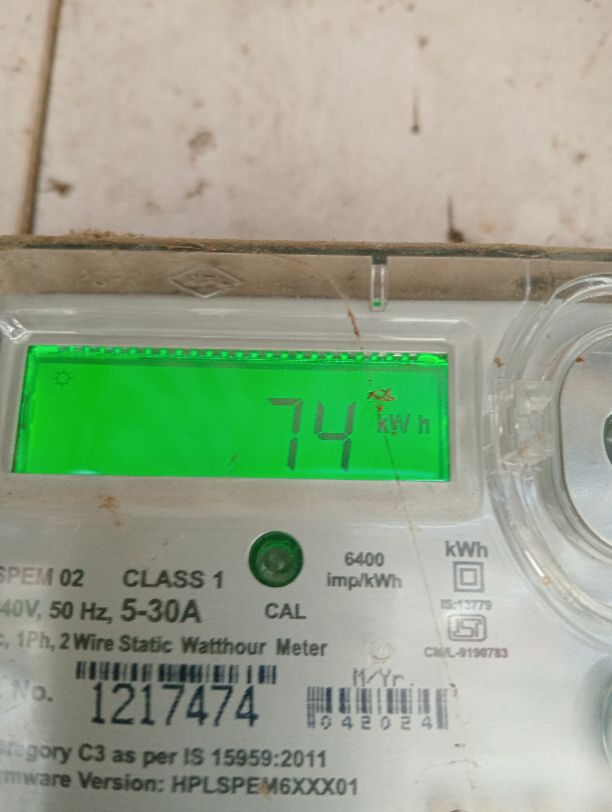 74 kWh
kWh
SPEM 02 CLASS 1
6400
imp/kWh
40V, 50 Hz, 5-30A
CAL
IS:13779
c, 1Ph, 2 Wire Static Watthour Meter
CM/L-9190783
No. 1217474
M/Yr.
042024
egory C3 as per IS 15959:2011
rmware Version: HPLSPEM6XXX01